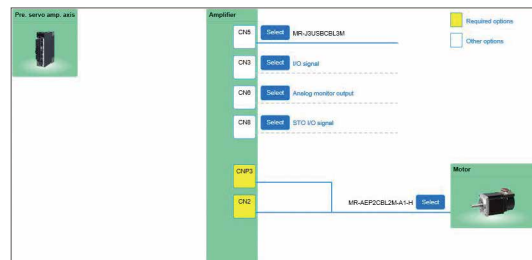 Pre. servo amp. axis
Amplifier
CN5 Select MR-J3USBCBL3M
CN3 Select I/O signal
CN6 Select Analog monitor output
CN8 Select STO I/O signal
CNP3
CN2
MR-AEP2CBL2M-A1-H Select
Motor
Required options
Other options